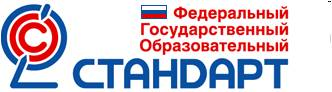 Федеральный
Государственный
Образовательный
СТАНДАРТ